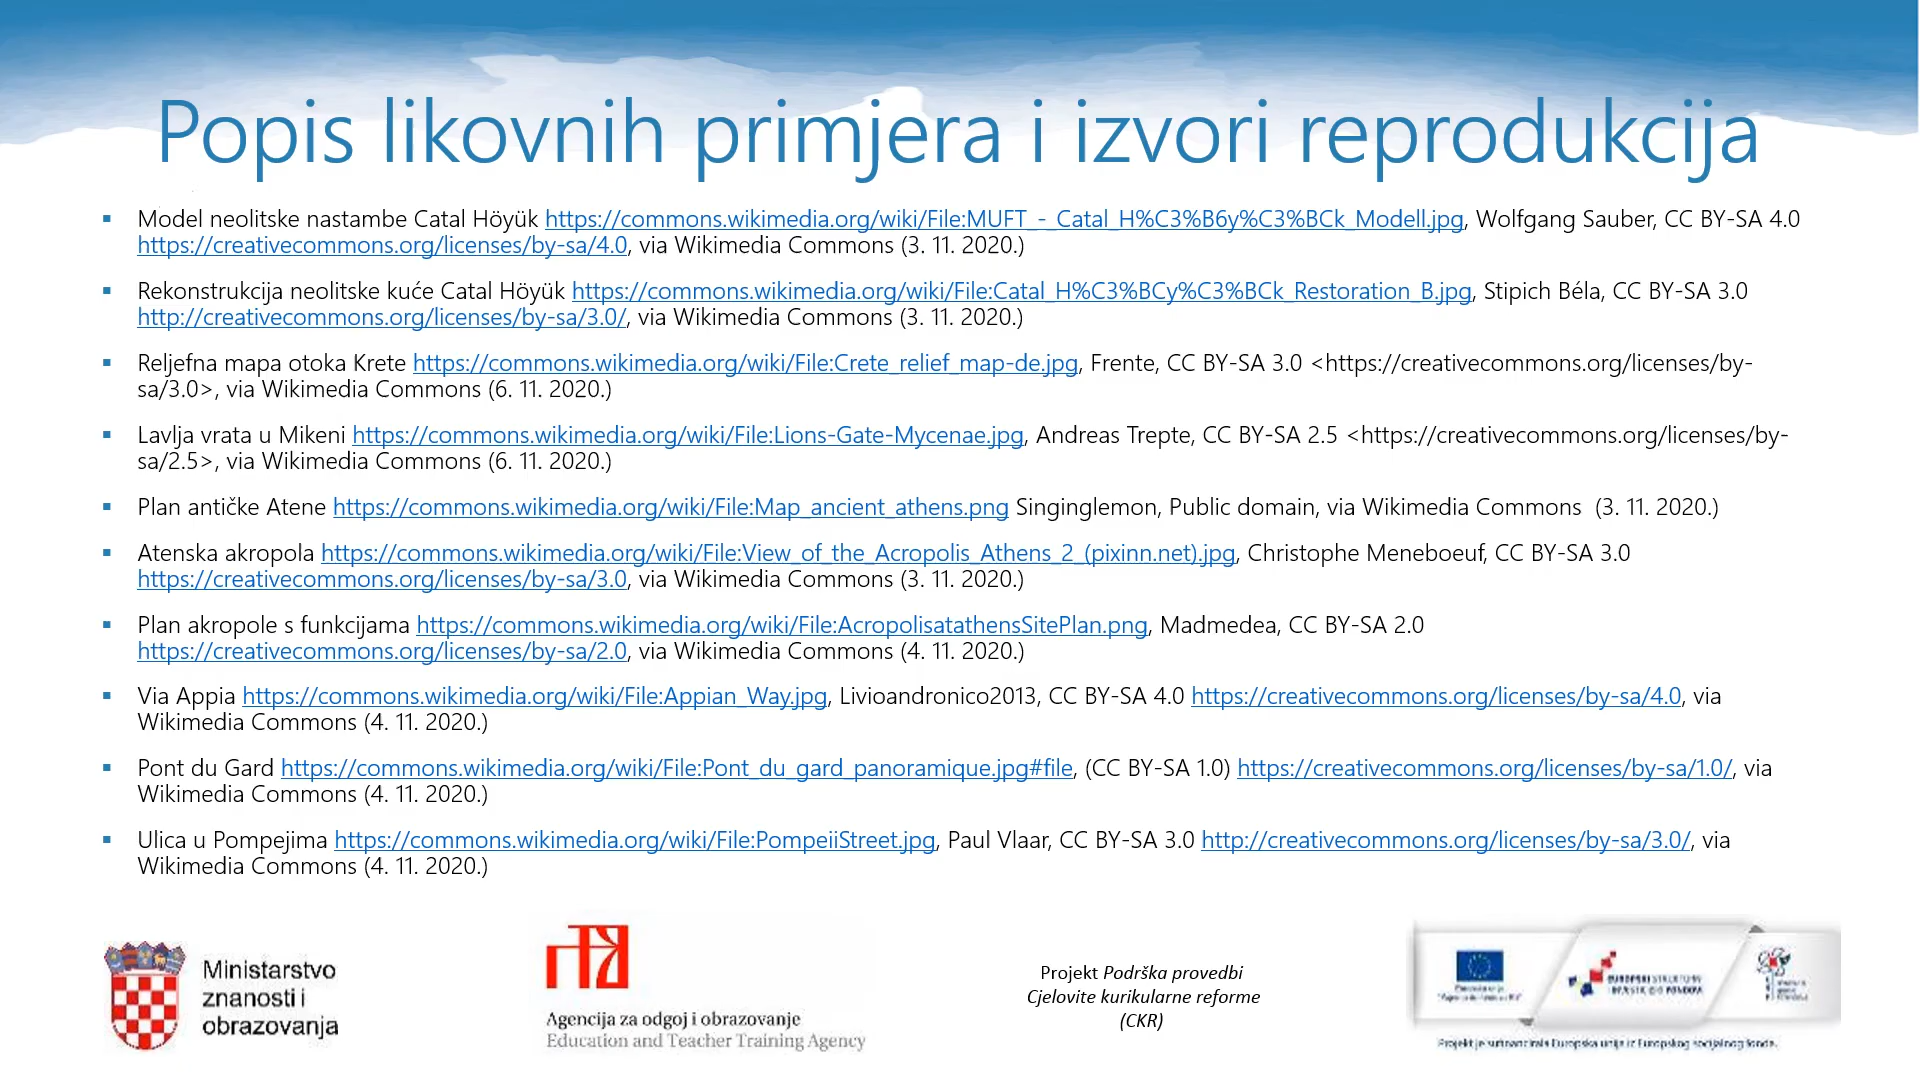 Popis likovnih primjera i izvori reprodukcija
▪ Model neolitske nastambe Catal Höyük https://commons.wikimedia.org/wiki/File:MUFT_-_Catal_H%C3%B6y%C3%BCk_Modell.jpg, Wolfgang Sauber, CC BY-SA 4.0
https://creativecommons.org/licenses/by-sa/4.0, via Wikimedia Commons (3. 11. 2020.)
▪ Rekonstrukcija neolitske kuće Catal Höyük https://commons.wikimedia.org/wiki/File:Catal_H%C3%BCy%C3%BCk_Restoration_B.jpg, Stipich Béla, CC BY-SA 3.0
http://creativecommons.org/licenses/by-sa/3.0/, via Wikimedia Commons (3. 11. 2020.)
▪ Reljefna mapa otoka Krete https://commons.wikimedia.org/wiki/File:Crete_relief_map-de.jpg, Frente, CC BY-SA 3.0 <https://creativecommons.org/licenses/by-
sa/3.0>, via Wikimedia Commons (6. 11. 2020.)
▪ Lavlja vrata u Mikeni https://commons.wikimedia.org/wiki/File:Lions-Gate-Mycenae.jpg, Andreas Trepte, CC BY-SA 2.5 <https://creativecommons.org/licenses/by-
sa/2.5>, via Wikimedia Commons (6. 11. 2020.)
▪ Plan antičke Atene https://commons.wikimedia.org/wiki/File:Map_ancient_athens.png Singinglemon, Public domain, via Wikimedia Commons  (3. 11. 2020.)
▪ Atenska akropola https://commons.wikimedia.org/wiki/File:View_of_the_Acropolis_Athens_2_(pixinn.net).jpg, Christophe Meneboeuf, CC BY-SA 3.0
https://creativecommons.org/licenses/by-sa/3.0, via Wikimedia Commons (3. 11. 2020.)
▪ Plan akropole s funkcijama https://commons.wikimedia.org/wiki/File:AcropolisatathensSitePlan.png, Madmedea, CC BY-SA 2.0
https://creativecommons.org/licenses/by-sa/2.0, via Wikimedia Commons (4. 11. 2020.)
▪ Via Appia https://commons.wikimedia.org/wiki/File:Appian_Way.jpg, Livioandronico2013, CC BY-SA 4.0 https://creativecommons.org/licenses/by-sa/4.0, via
Wikimedia Commons (4. 11. 2020.)
▪ Pont du Gard https://commons.wikimedia.org/wiki/File:Pont_du_gard_panoramique.jpg#file, (CC BY-SA 1.0) https://creativecommons.org/licenses/by-sa/1.0/, via
Wikimedia Commons (4. 11. 2020.)
▪ Ulica u Pompejima https://commons.wikimedia.org/wiki/File:PompeiiStreet.jpg, Paul Vlaar, CC BY-SA 3.0 http://creativecommons.org/licenses/by-sa/3.0/, via
Wikimedia Commons (4. 11. 2020.)
Ministarstvo
znanosti i
obrazovanja
Agencija za odgoj i obrazovanje
Education and Teacher Training Agency
Projekt Podrška provedbi
Cjelovite kurikularne reforme
(CKR)
EUROPSKI STRUKTURNI
I INVESTICIJSKI FONDOVI
Projekt je sufinancirala Europska unija iz Europskog socijalnog fonda.